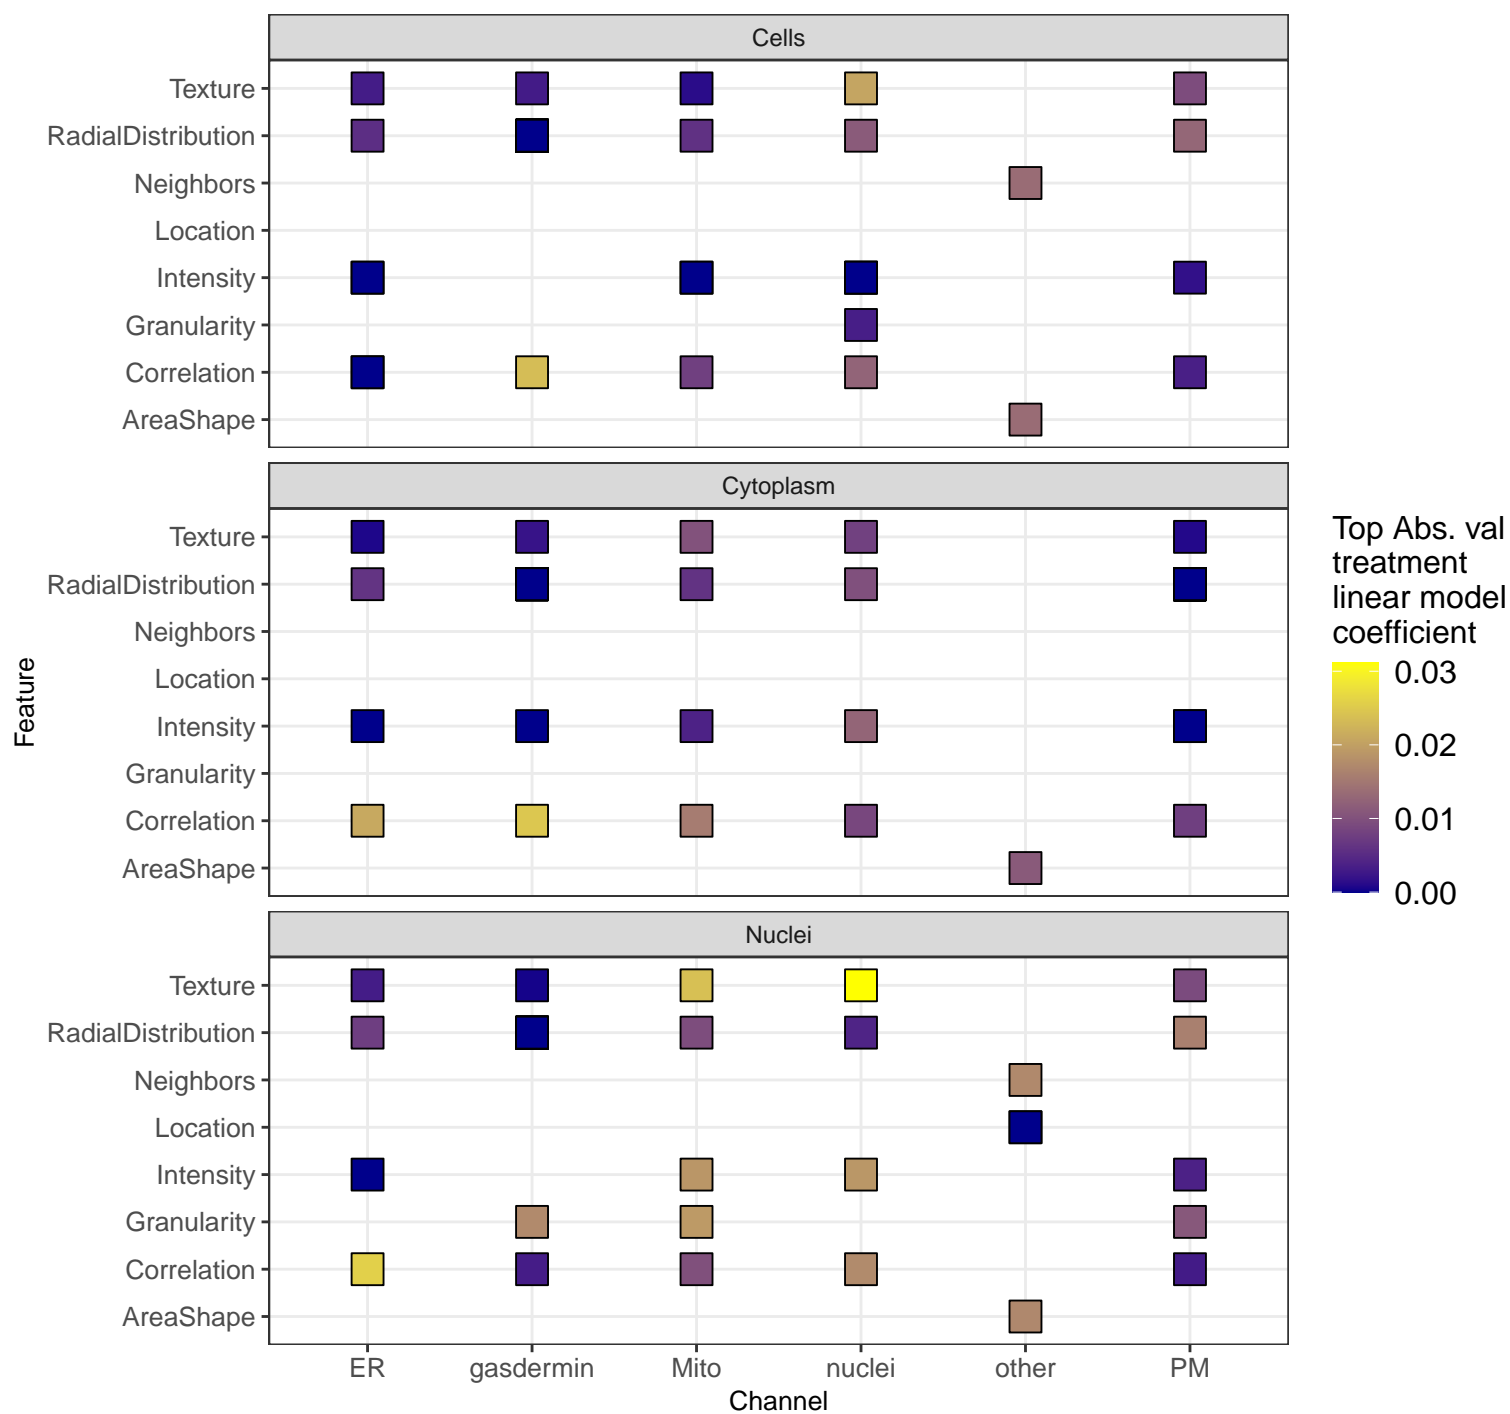 Cells
Texture
RadialDistribution
Neighbors
Location
Intensity
Granularity
Correlation
AreaShape
Cytoplasm
Texture
RadialDistribution
Neighbors
Location
Intensity
Granularity
Correlation
AreaShape
Nuclei
Texture
RadialDistribution
Neighbors
Location
Intensity
Granularity
Correlation
AreaShape
ER gasdermin Mito nuclei other PM
Channel
Feature
Top Abs. val
treatment
linear model
coefficient
0.03
0.02
0.01
0.00